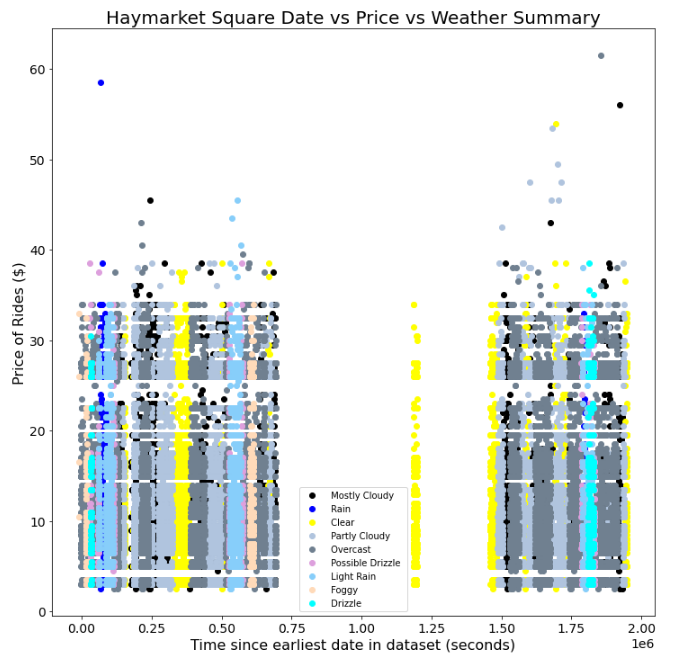 Haymarket Square Date vs Price vs Weather Summary
Price of Rides ($)
60
50
40
30
20
10
0
Mostly Cloudy
Rain
Clear
Partly Cloudy
Overcast
Possible Drizzle
Light Rain
Foggy
Drizzle
0.00 0.25 0.50 0.75 1.00 1.25 1.50 1.75 2.00
1e6
Time since earliest date in dataset (seconds)